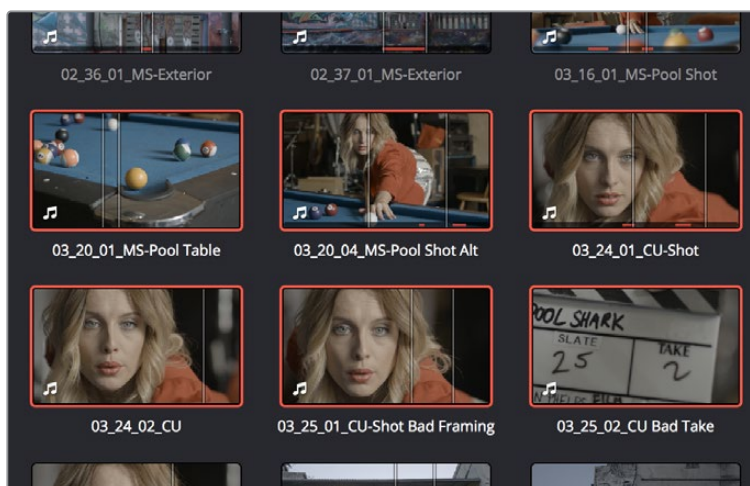 02_36_01_MS-Exterior
02_37_01_MS-Exterior
03_16_01_MS-Pool Shot
03_20_01_MS-Pool Table
03_20_04_MS-Pool Shot Alt
03_24_01_CU-Shot
POOL SHARK
SLATE
TAKE
25
2
03_24_02_CU
03_25_01_CU-Shot Bad Framing
03_25_02_CU Bad Take